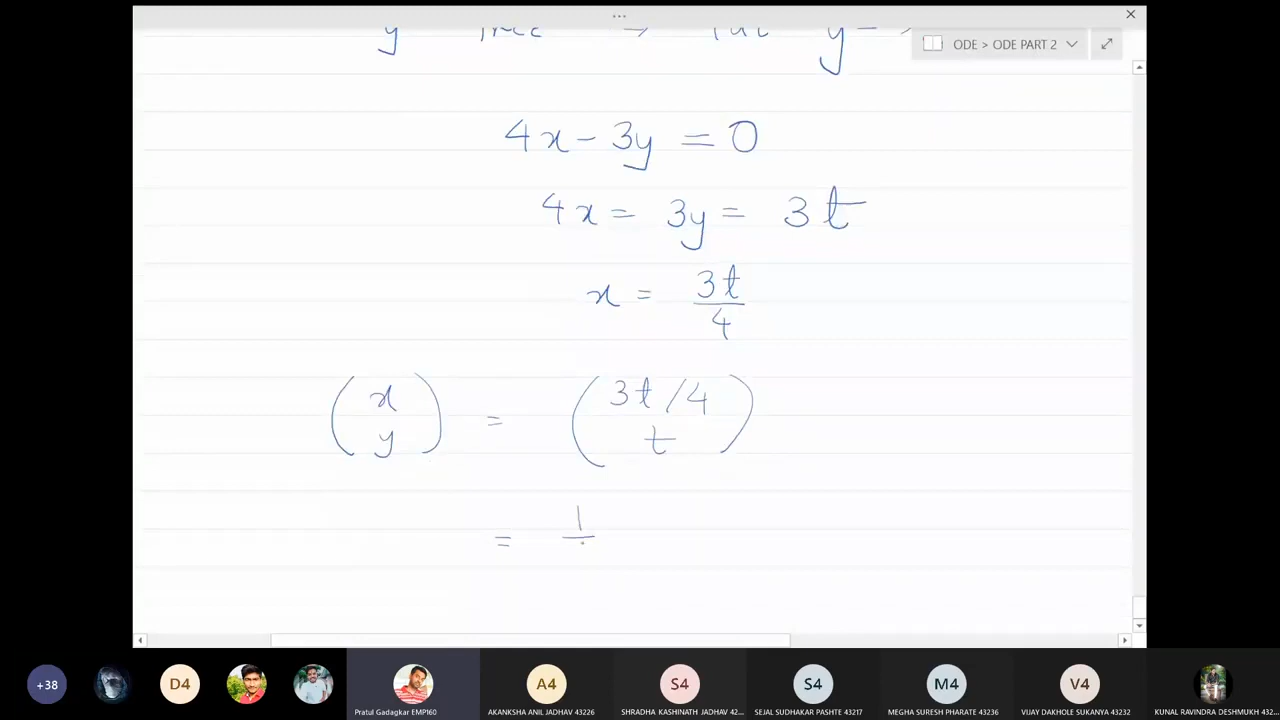 ODE > ODE PART 2
4x - 3y = 0
4x = 3y = 3t
x = 3t/4
(x y) = (3t/4 t)
= 1
+38
D4
A4
S4
S4
M4
V4
Pratul Gadagkar EMP160
AKANKSHA ANIL JADHAV 43226
SHRADHA KASHINATH JADHAV 42...
SEJAL SUDHAKAR PASHTE 43217
MEGHA SURESH PHARATE 43236
VIJAY DAKHOLE SUKANYA 43232
KUNAL RAVINDRA DESHMUKH 432...